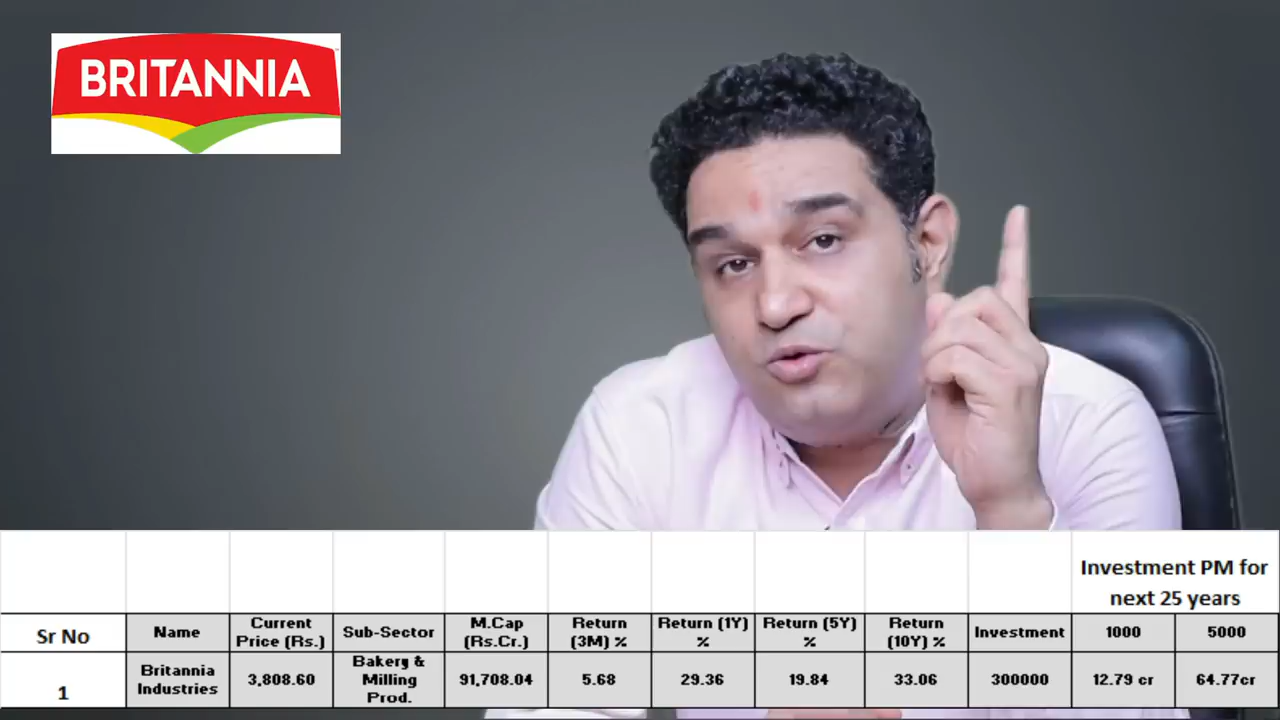 BRITANNIA
Investment PM for
next 25 years
Sr No
Name
Current
Price (Rs.)
Sub-Sector
M.Cap
(Rs.Cr.)
Return
(3M) %
Return (1Y)
%
Return (5Y)
%
Return
(10Y) %
Investment
1000
5000
1
Britannia
Industries
3,808.60
Bakery &
Milling
Prod.
91,708.04
5.68
29.36
19.84
33.06
300000
12.79 cr
64.77cr